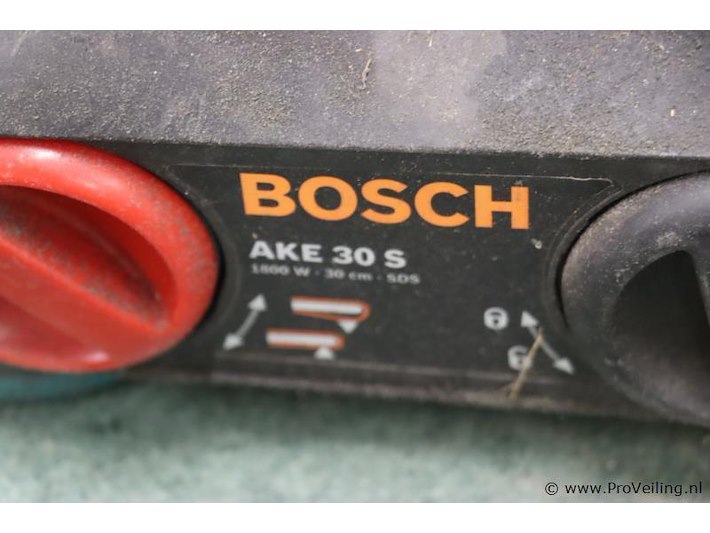 BOSCH
AKE 30 S
1800 W · 30 cm · SDS
© www.ProVeiling.nl